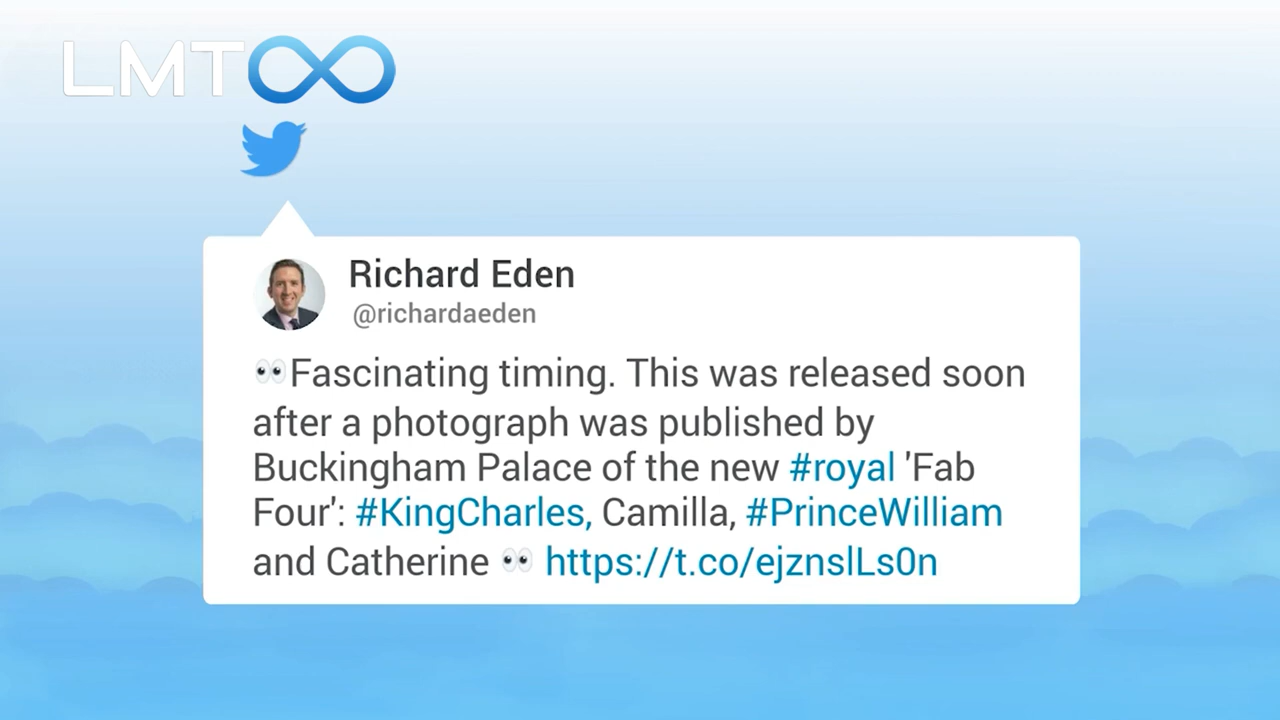 LMT
Richard Eden
@richardaeden
👀Fascinating timing. This was released soon
after a photograph was published by
Buckingham Palace of the new #royal 'Fab
Four': #KingCharles, Camilla, #PrinceWilliam
and Catherine 👀 https://t.co/ejznslLs0n